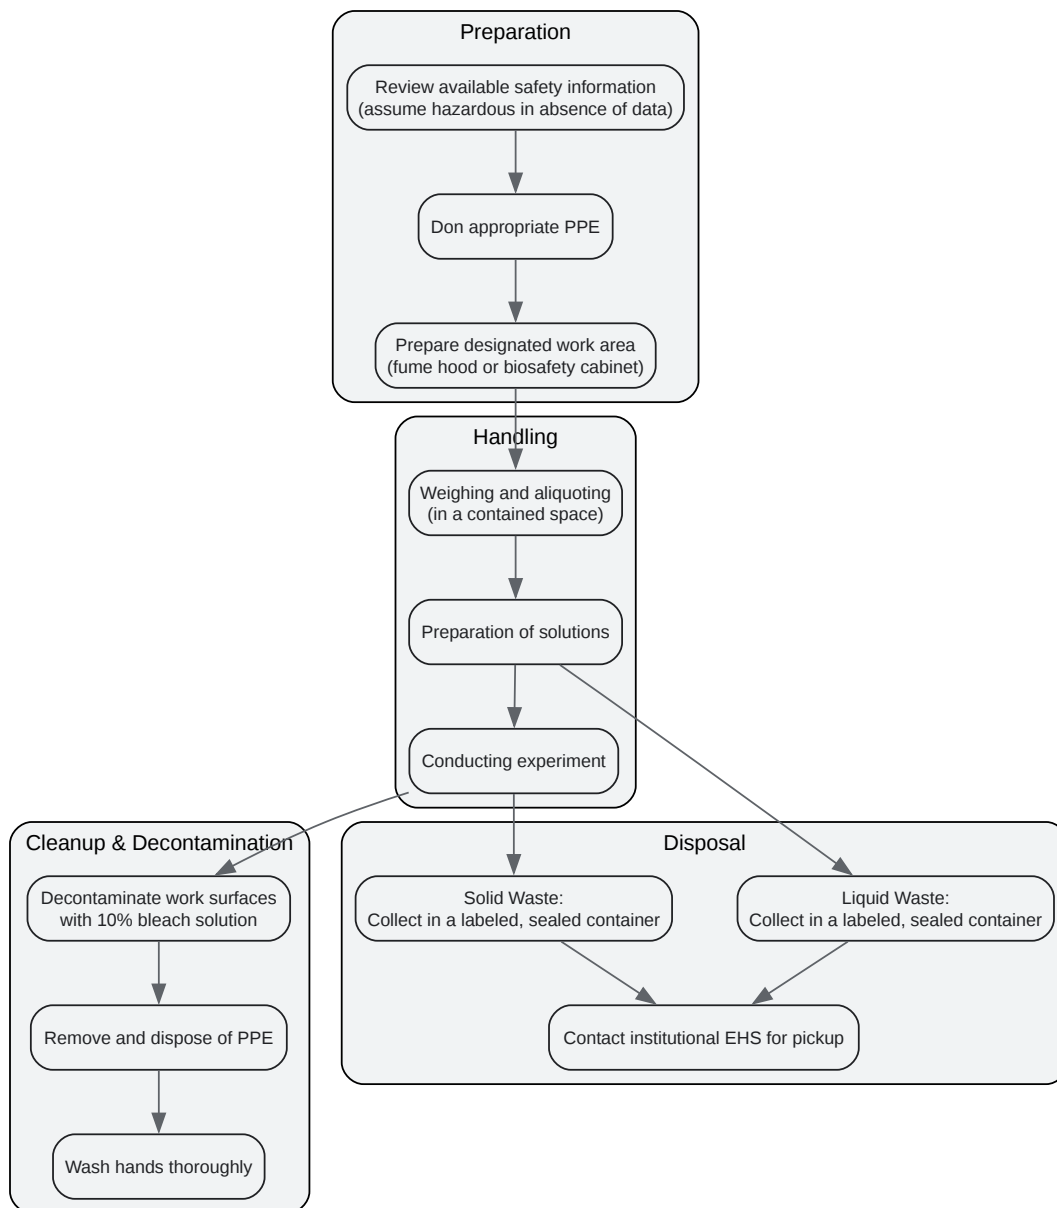 Preparation
Review available safety information
(assume hazardous in absence of data)
Don appropriate PPE
Prepare designated work area
(fume hood or biosafety cabinet)
Handling
Weighing and aliquoting
(in a contained space)
Preparation of solutions
Conducting experiment
Cleanup & Decontamination
Decontaminate work surfaces
with 10% bleach solution
Remove and dispose of PPE
Wash hands thoroughly
Disposal
Solid Waste:
Collect in a labeled, sealed container
Liquid Waste:
Collect in a labeled, sealed container
Contact institutional EHS for pickup